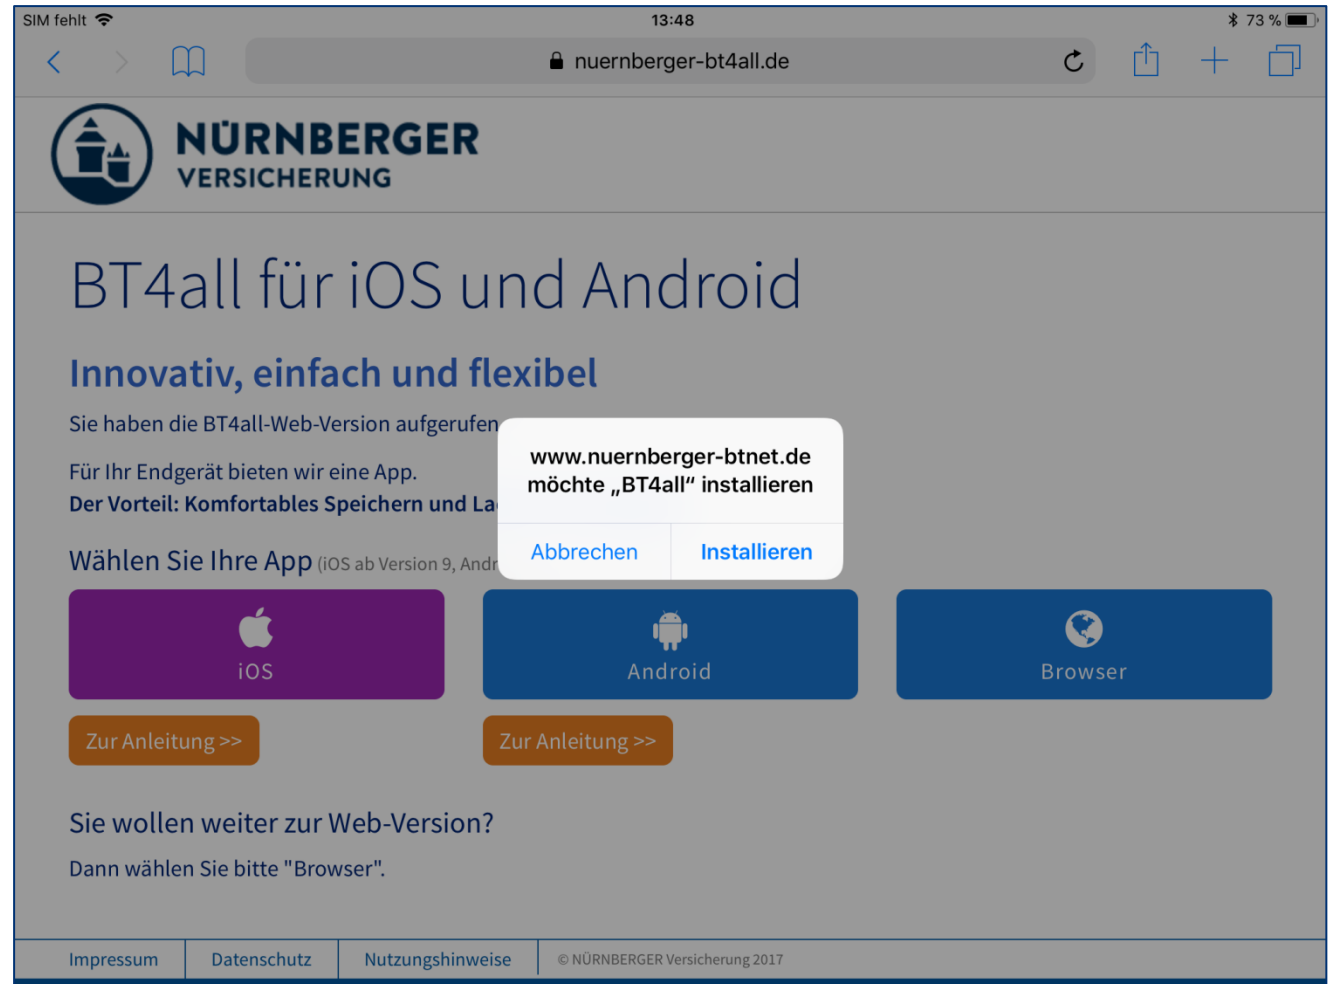 SIM fehlt 13:48 73 %
nuernberger-bt4all.de
NÜRNBERGER
VERSICHERUNG
BT4all für iOS und Android
Innovativ, einfach und flexibel
Sie haben die BT4all-Web-Version aufgerufen
Für Ihr Endgerät bieten wir eine App.
Der Vorteil: Komfortables Speichern und
www.nuernberger-btnet.de
möchte „BT4all“ installieren
Abbrechen Installieren
Wählen Sie Ihre App (iOS ab Version 9,
iOS Android Browser
Zur Anleitung >> Zur Anleitung >>
Sie wollen weiter zur Web-Version?
Dann wählen Sie bitte "Browser".
Impressum Datenschutz Nutzungshinweise © NÜRNBERGER Versicherung 2017